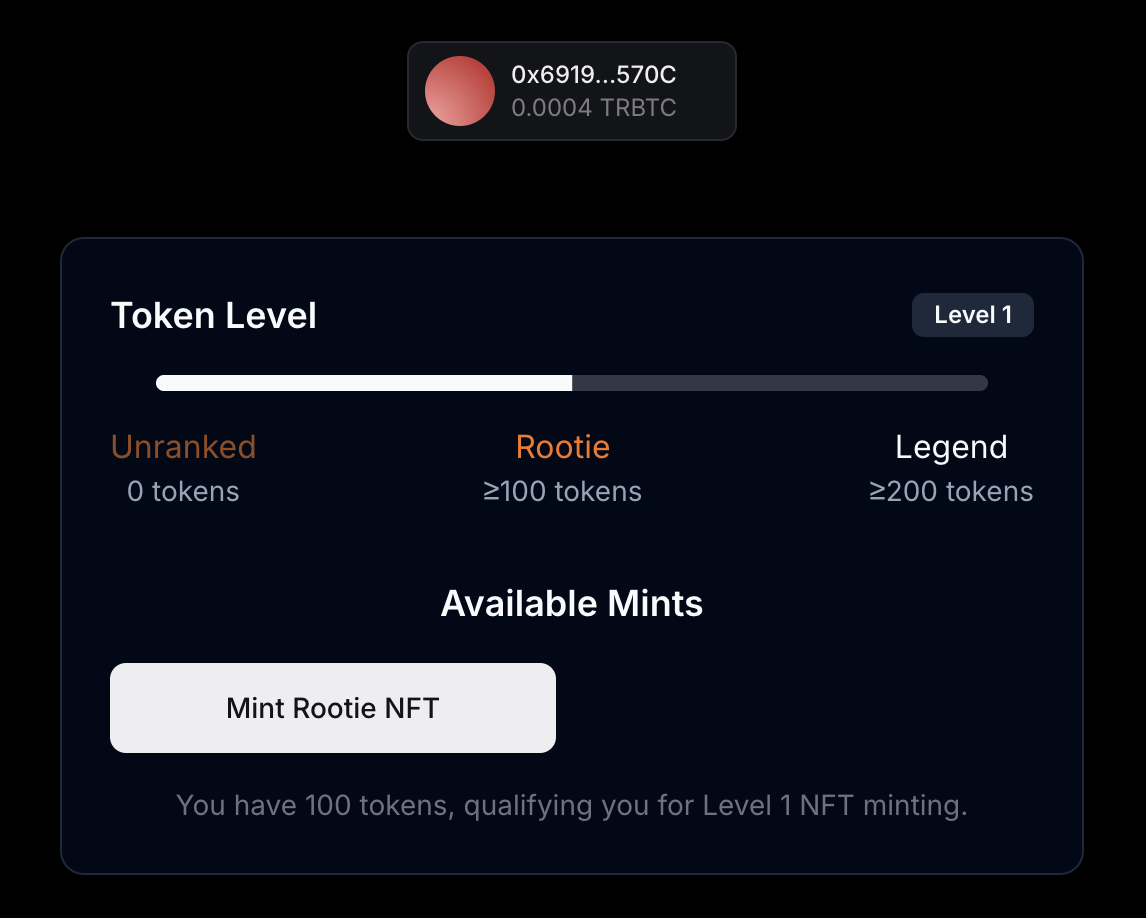 0x6919...570C
0.0004 TRBTC
Token Level
Level 1
Unranked
0 tokens
Rootie
≥100 tokens
Legend
≥200 tokens
Available Mints
Mint Rootie NFT
You have 100 tokens, qualifying you for Level 1 NFT minting.